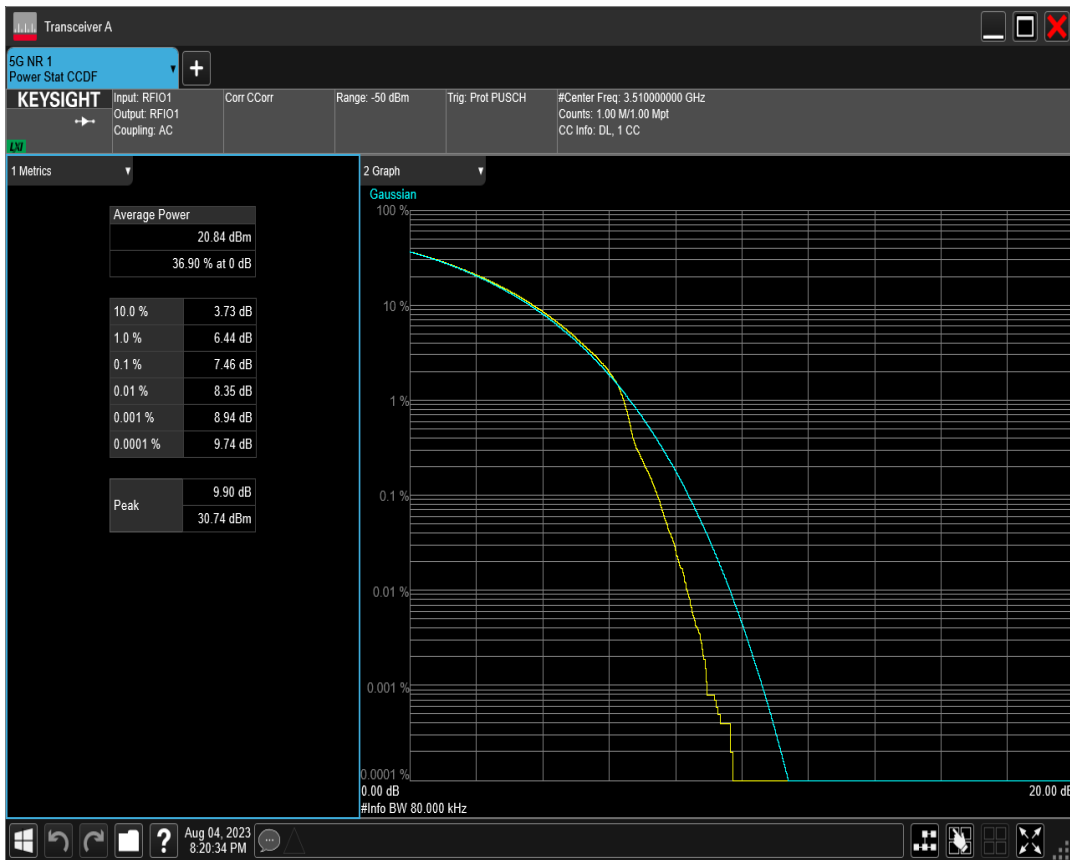 Transceiver A
5G NR 1
Power Stat CCDF
+
KEYSIGHT
LXI
Input: RFIO1
Output: RFIO1
Coupling: AC
Corr CCorr
Range: -50 dBm
Trig: Prot PUSCH
#Center Freq: 3.510000000 GHz
Counts: 1.00 M/1.00 Mpt
CC Info: DL, 1 CC
1 Metrics
Average Power
20.84 dBm
36.90 % at 0 dB
10.0 % 3.73 dB
1.0 % 6.44 dB
0.1 % 7.46 dB
0.01 % 8.35 dB
0.001 % 8.94 dB
0.0001 % 9.74 dB
Peak
9.90 dB
30.74 dBm
2 Graph
Gaussian
100 %
10 %
1 %
0.1 %
0.01 %
0.001 %
0.0001 %
0.00 dB
20.00 dB
#Info BW 80.000 kHz
?
Aug 04, 2023
8:20:34 PM